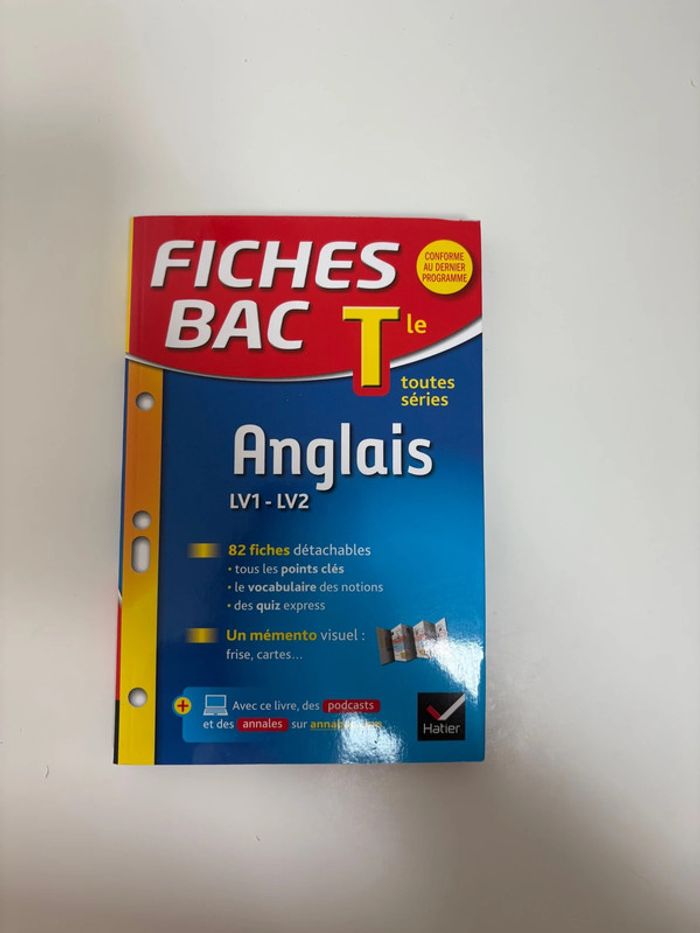 FICHES
BAC
Tle
toutes
séries
CONFORME
AU DERNIER
PROGRAMME
Anglais
LV1 - LV2
82 fiches détachables
• tous les points clés
• le vocabulaire des notions
• des quiz express
Un mémento visuel :
frise, cartes...
+ Avec ce livre, des podcasts
et des annales sur
Hatier